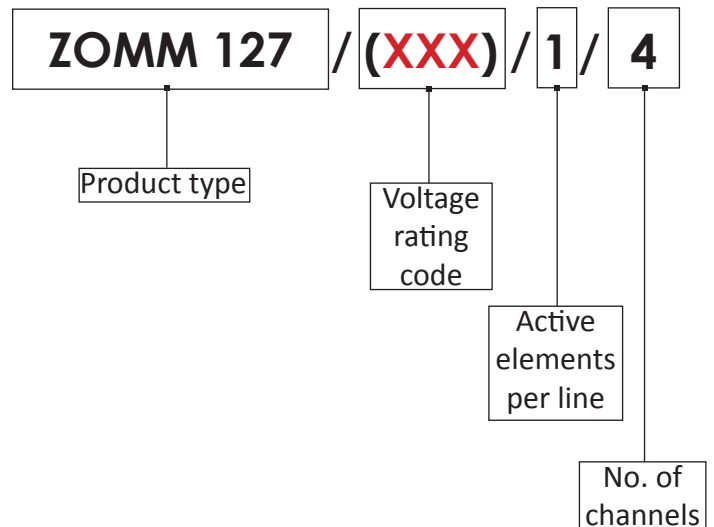 ZOMM 127 / (XXX) / 1 / 4
Product type
Voltage
rating
code
Active
elements
per line
No. of
channels